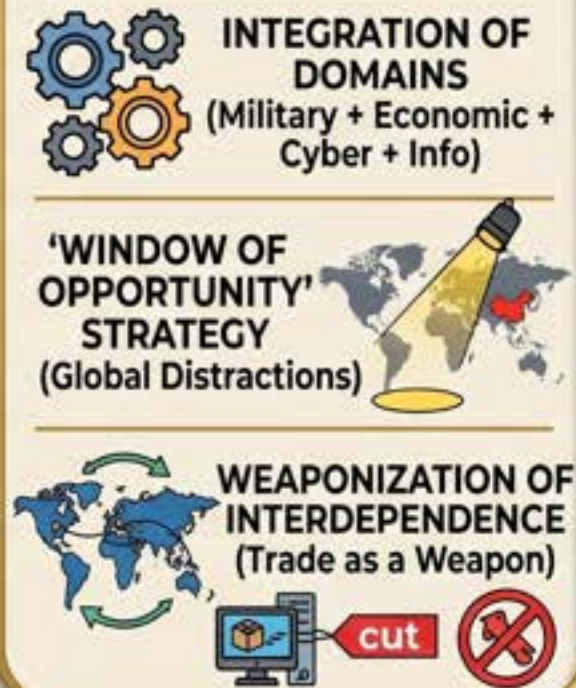 INTEGRATION OF
DOMAINS
(Military + Economic +
Cyber + Info)
‘WINDOW OF
OPPORTUNITY’
STRATEGY
(Global Distractions)
WEAPONIZATION OF
INTERDEPENDENCE
(Trade as a Weapon)
cut